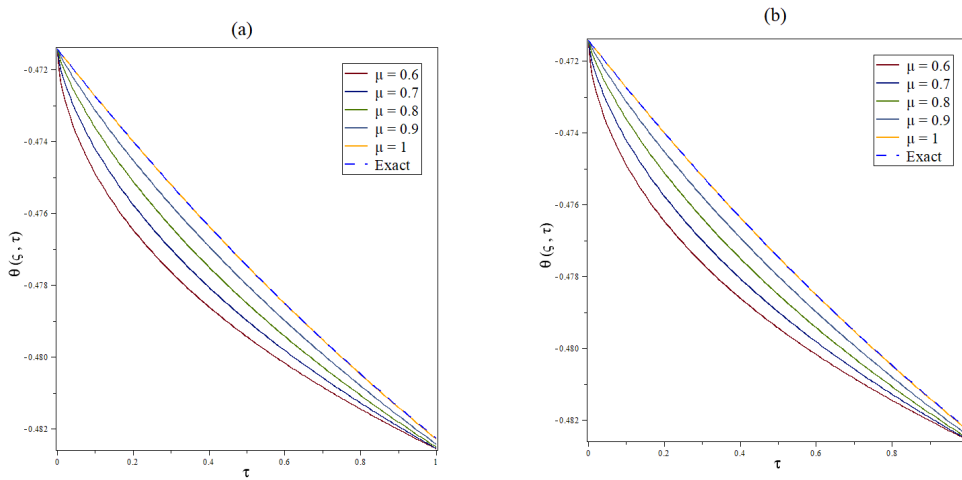 (a)
-0.472
-0.474
-0.476
-0.478
-0.480
-0.482
θ (ς , τ)
0
0.2
0.4
0.6
0.8
1
τ
μ = 0.6
μ = 0.7
μ = 0.8
μ = 0.9
μ = 1
Exact
(b)
-0.472
-0.474
-0.476
-0.478
-0.480
-0.482
θ (ς , τ)
0
0.2
0.4
0.6
0.8
τ
μ = 0.6
μ = 0.7
μ = 0.8
μ = 0.9
μ = 1
Exact